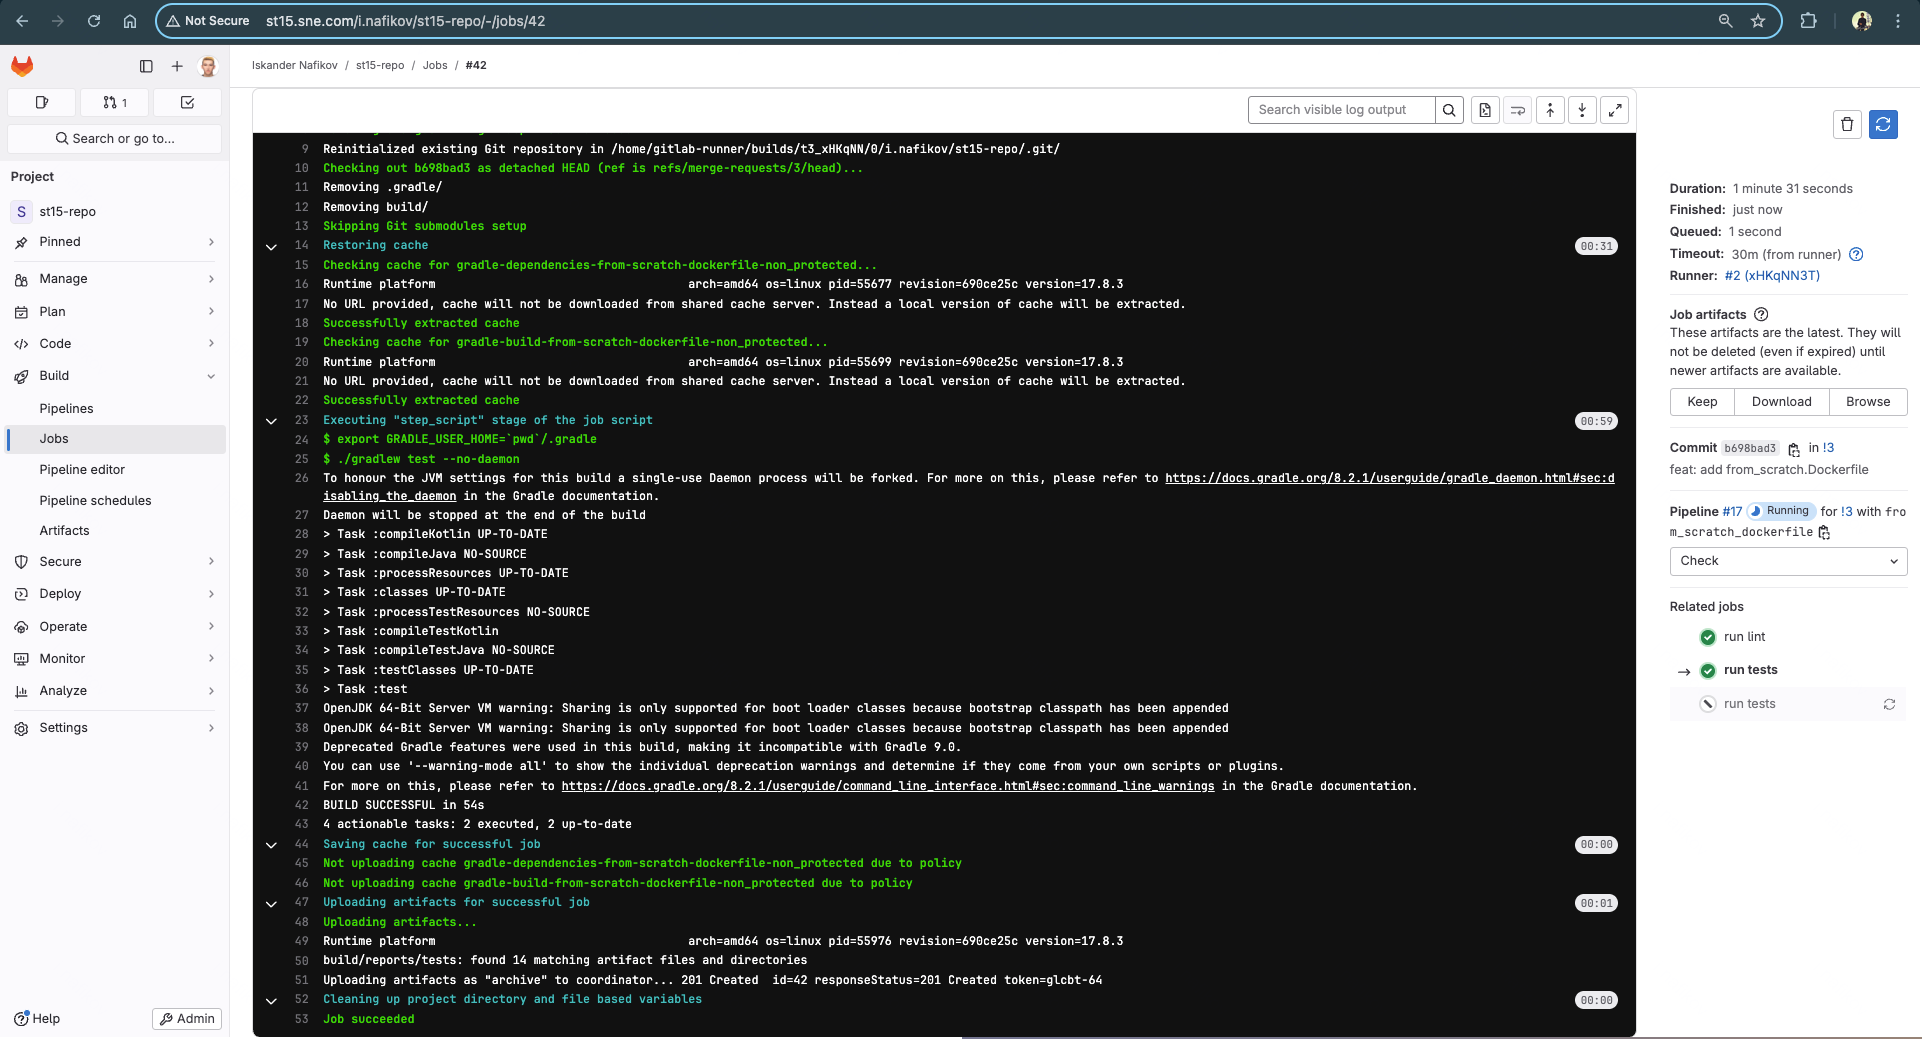 Not Secure st15.sne.com/i.nafikov/st15-repo/-/jobs/42
1
Search or go to...
Project
S st15-repo
Pinned
Manage
Plan
Code
Build
Pipelines
Jobs
Pipeline editor
Pipeline schedules
Artifacts
Secure
Deploy
Operate
Monitor
Analyze
Settings
Help
Admin
Iskander Nafikov / st15-repo / Jobs / #42
Search visible log output
9 Reinitialized existing Git repository in /home/gitlab-runner/builds/t3_xHKqNN/0/i.nafikov/st15-repo/.git/
10 Checking out b698bad3 as detached HEAD (ref is refs/merge-requests/3/head)...
11 Removing .gradle/
12 Removing build/
13 Skipping Git submodules setup
14 Restoring cache 00:31
15 Checking cache for gradle-dependencies-from-scratch-dockerfile-non_protected...
16 Runtime platform arch=amd64 os=linux pid=55677 revision=690ce25c version=17.8.3
17 No URL provided, cache will not be downloaded from shared cache server. Instead a local version of cache will be extracted.
18 Successfully extracted cache
19 Checking cache for gradle-build-from-scratch-dockerfile-non_protected...
20 Runtime platform arch=amd64 os=linux pid=55699 revision=690ce25c version=17.8.3
21 No URL provided, cache will not be downloaded from shared cache server. Instead a local version of cache will be extracted.
22 Successfully extracted cache
23 Executing "step_script" stage of the job script 00:59
24 $ export GRADLE_USER_HOME=`pwd`/.gradle
25 $ ./gradlew test --no-daemon
26 To honour the JVM settings for this build a single-use Daemon process will be forked. For more on this, please refer to https://docs.gradle.org/8.2.1/userguide/gradle_daemon.html#sec:d
isabling_the_daemon in the Gradle documentation.
27 Daemon will be stopped at the end of the build
28 > Task :compileKotlin UP-TO-DATE
29 > Task :compileJava NO-SOURCE
30 > Task :processResources UP-TO-DATE
31 > Task :classes UP-TO-DATE
32 > Task :processTestResources NO-SOURCE
33 > Task :compileTestKotlin
34 > Task :compileTestJava NO-SOURCE
35 > Task :testClasses UP-TO-DATE
36 > Task :test
37 OpenJDK 64-Bit Server VM warning: Sharing is only supported for boot loader classes because bootstrap classpath has been appended
38 OpenJDK 64-Bit Server VM warning: Sharing is only supported for boot loader classes because bootstrap classpath has been appended
39 Deprecated Gradle features were used in this build, making it incompatible with Gradle 9.0.
40 You can use '--warning-mode all' to show the individual deprecation warnings and determine if they come from your own scripts or plugins.
41 For more on this, please refer to https://docs.gradle.org/8.2.1/userguide/command_line_interface.html#sec:command_line_warnings in the Gradle documentation.
42 BUILD SUCCESSFUL in 54s
43 4 actionable tasks: 2 executed, 2 up-to-date
44 Saving cache for successful job 00:00
45 Not uploading cache gradle-dependencies-from-scratch-dockerfile-non_protected due to policy
46 Not uploading cache gradle-build-from-scratch-dockerfile-non_protected due to policy
47 Uploading artifacts for successful job 00:01
48 Uploading artifacts...
49 Runtime platform arch=amd64 os=linux pid=55976 revision=690ce25c version=17.8.3
50 build/reports/tests: found 14 matching artifact files and directories
51 Uploading artifacts as "archive" to coordinator... 201 Created id=42 responseStatus=201 Created token=glcbt-64
52 Cleaning up project directory and file based variables 00:00
53 Job succeeded
Duration: 1 minute 31 seconds
Finished: just now
Queued: 1 second
Timeout: 30m (from runner)
Runner: #2 (xHKqNN3T)
Job artifacts
These artifacts are the latest. They will
not be deleted (even if expired) until
newer artifacts are available.
Keep Download Browse
Commit b698bad3 in !3
feat: add from_scratch.Dockerfile
Pipeline #17 Running for !3 with fro
m_scratch_dockerfile
Check
Related jobs
run lint
run tests
run tests